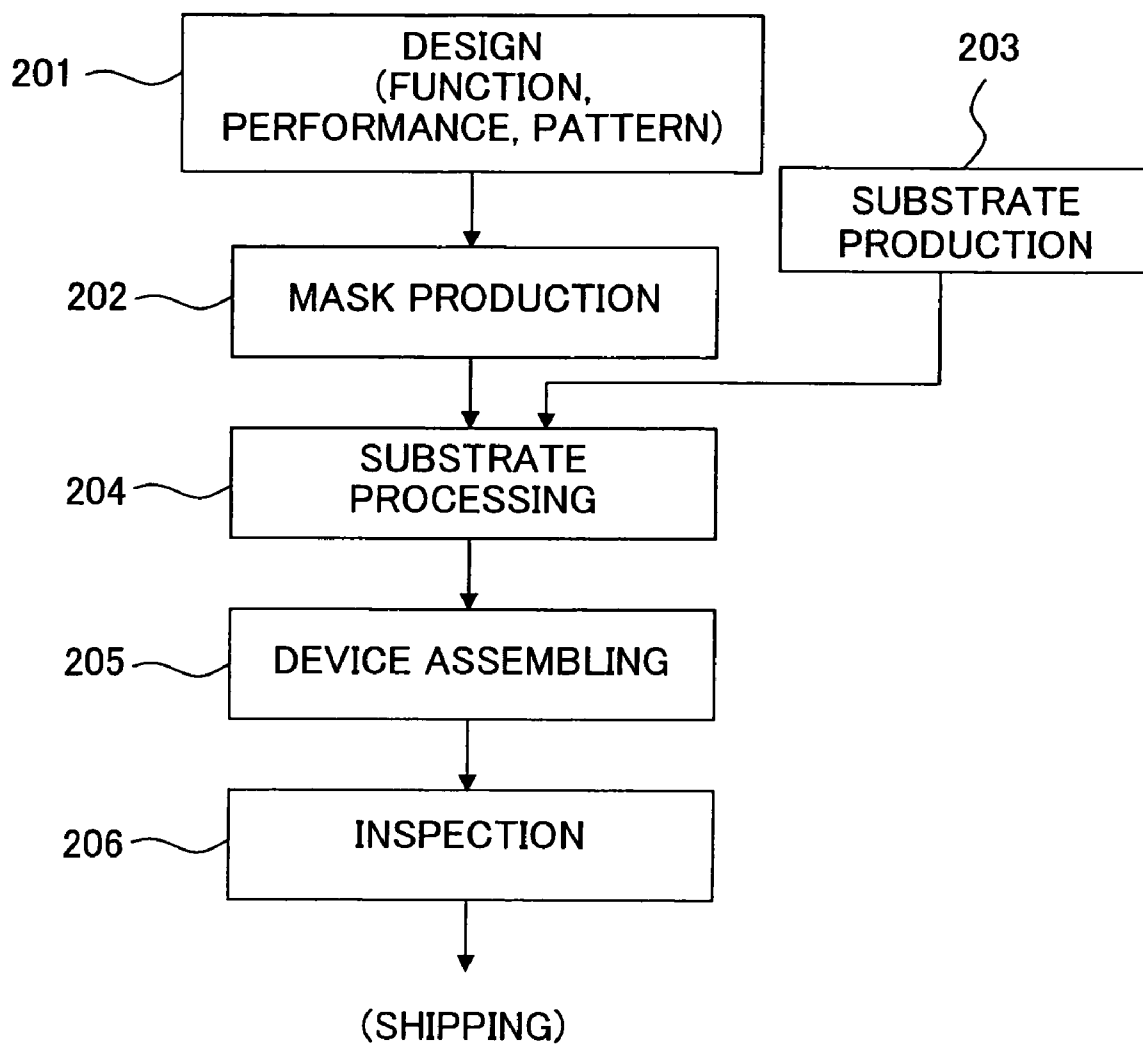 201
DESIGN
(FUNCTION,
PERFORMANCE, PATTERN)
203
SUBSTRATE
PRODUCTION
202
MASK PRODUCTION
204
SUBSTRATE
PROCESSING
205
DEVICE ASSEMBLING
206
INSPECTION
(SHIPPING)